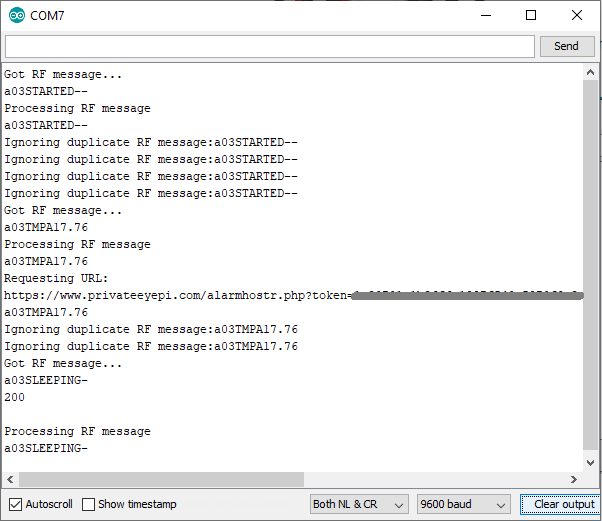 COM7
Send
Got RF message...
a03STARTED--
Processing RF message
a03STARTED--
Ignoring duplicate RF message:a03STARTED--
Ignoring duplicate RF message:a03STARTED--
Ignoring duplicate RF message:a03STARTED--
Ignoring duplicate RF message:a03STARTED--
Got RF message...
a03TMPA17.76
Processing RF message
a03TMPA17.76
Requesting URL:
https://www.privateeyepi.com/alarmhostr.php?token=
a03TMPA17.76
Ignoring duplicate RF message:a03TMPA17.76
Ignoring duplicate RF message:a03TMPA17.76
Got RF message...
a03SLEEPING-
200
Processing RF message
a03SLEEPING-
Autoscroll Show timestamp Both NL & CR 9600 baud Clear output